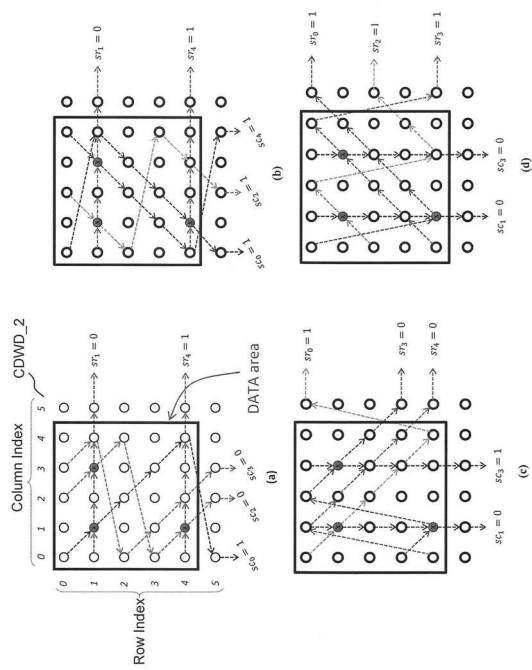 CDWD_2
Column Index
0 1 2 3 4 5
Row Index
0
1
2
3
4
5
sr₁ = 0
sr₄ = 1
DATA area
sc₀ = 1
sc₂ = 0
sc₃ = 0
(a)
sr₁ = 0
sr₄ = 1
sc₀ = 1
sc₂ = 1
sc₄ = 1
(b)
sr₀ = 1
sr₃ = 0
sr₄ = 0
sc₁ = 0
sc₃ = 1
(c)
sr₀ = 1
sr₂ = 1
sr₃ = 1
sc₁ = 0
sc₃ = 0
(d)